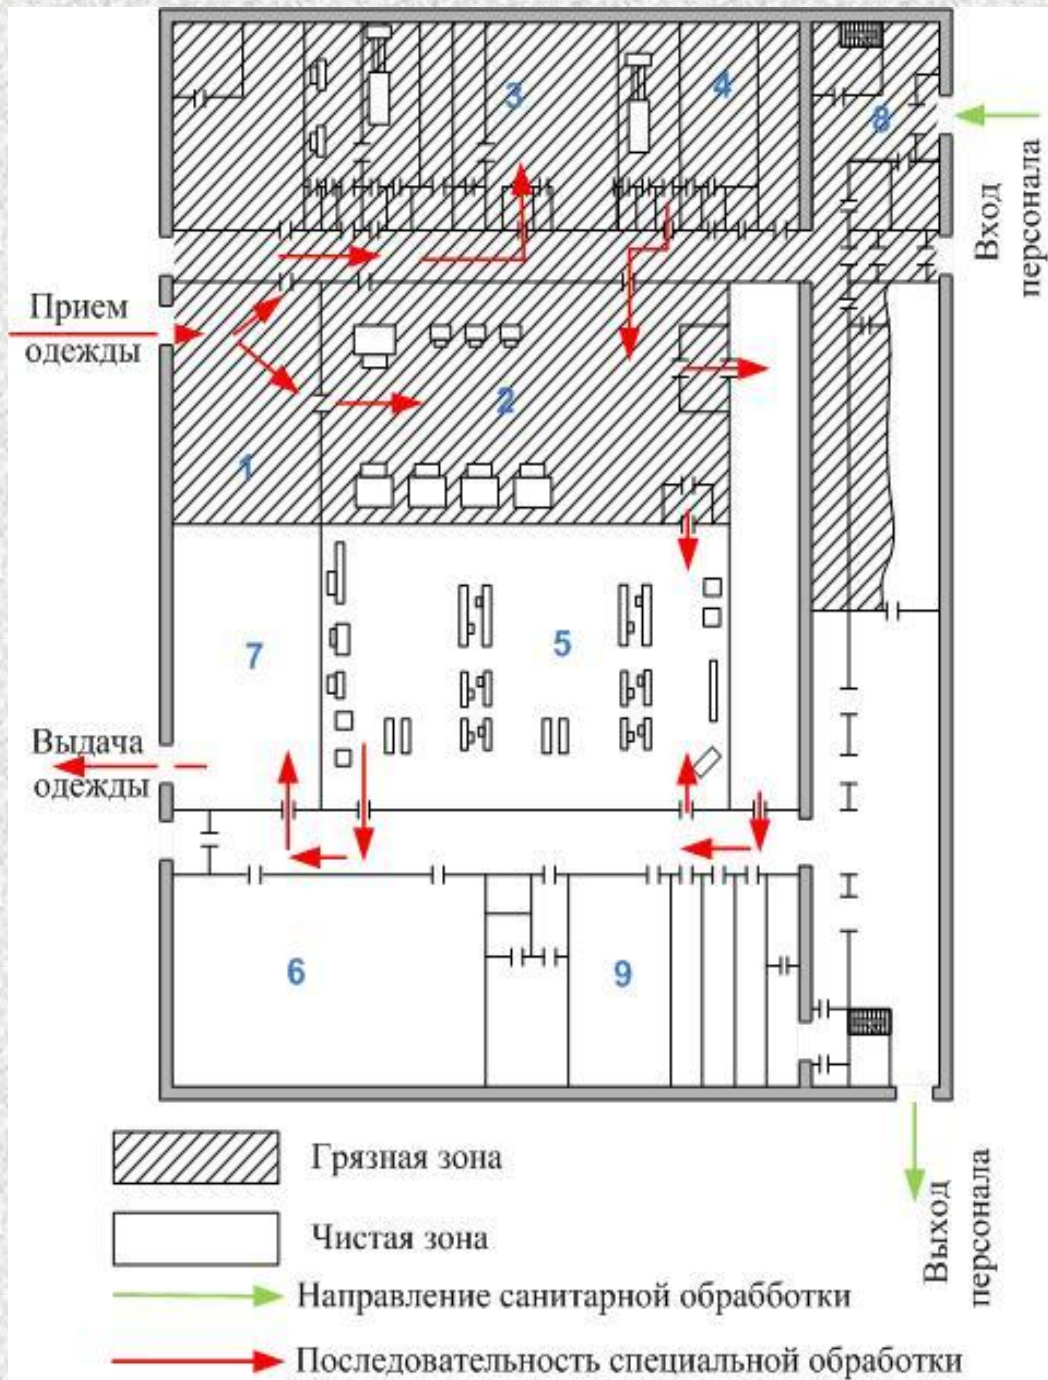 3
4
8
Вход
персонала
Прием
одежды
2
1
7
5
Выдача
одежды
6
9
Выход
персонала
Грязная зона
Чистая зона
Направление санитарной обрабботки
Последовательность специальной обработки